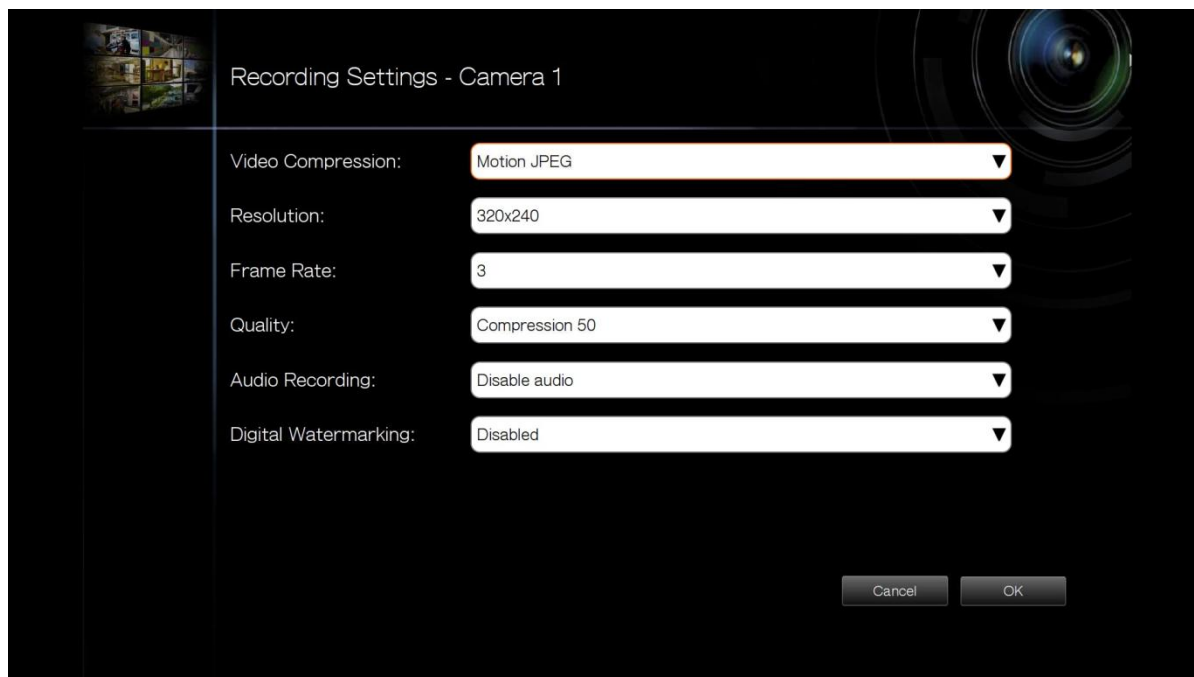 Recording Settings - Camera 1
Video Compression: Motion JPEG
Resolution: 320x240
Frame Rate: 3
Quality: Compression 50
Audio Recording: Disable audio
Digital Watermarking: Disabled
Cancel OK